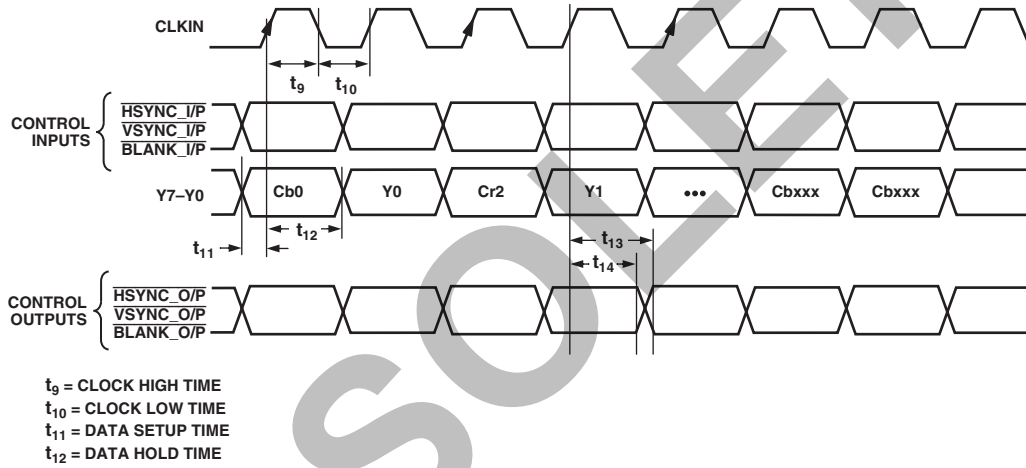 CLKIN
t9
t10
CONTROL INPUTS
HSYNC_I/P
VSYNC_I/P
BLANK_I/P
Y7–Y0
Cb0
Y0
Cr2
Y1
•••
Cbxxx
Cbxxx
t11
t12
t13
t14
CONTROL OUTPUTS
HSYNC_O/P
VSYNC_O/P
BLANK_O/P
t9 = CLOCK HIGH TIME
t10 = CLOCK LOW TIME
t11 = DATA SETUP TIME
t12 = DATA HOLD TIME